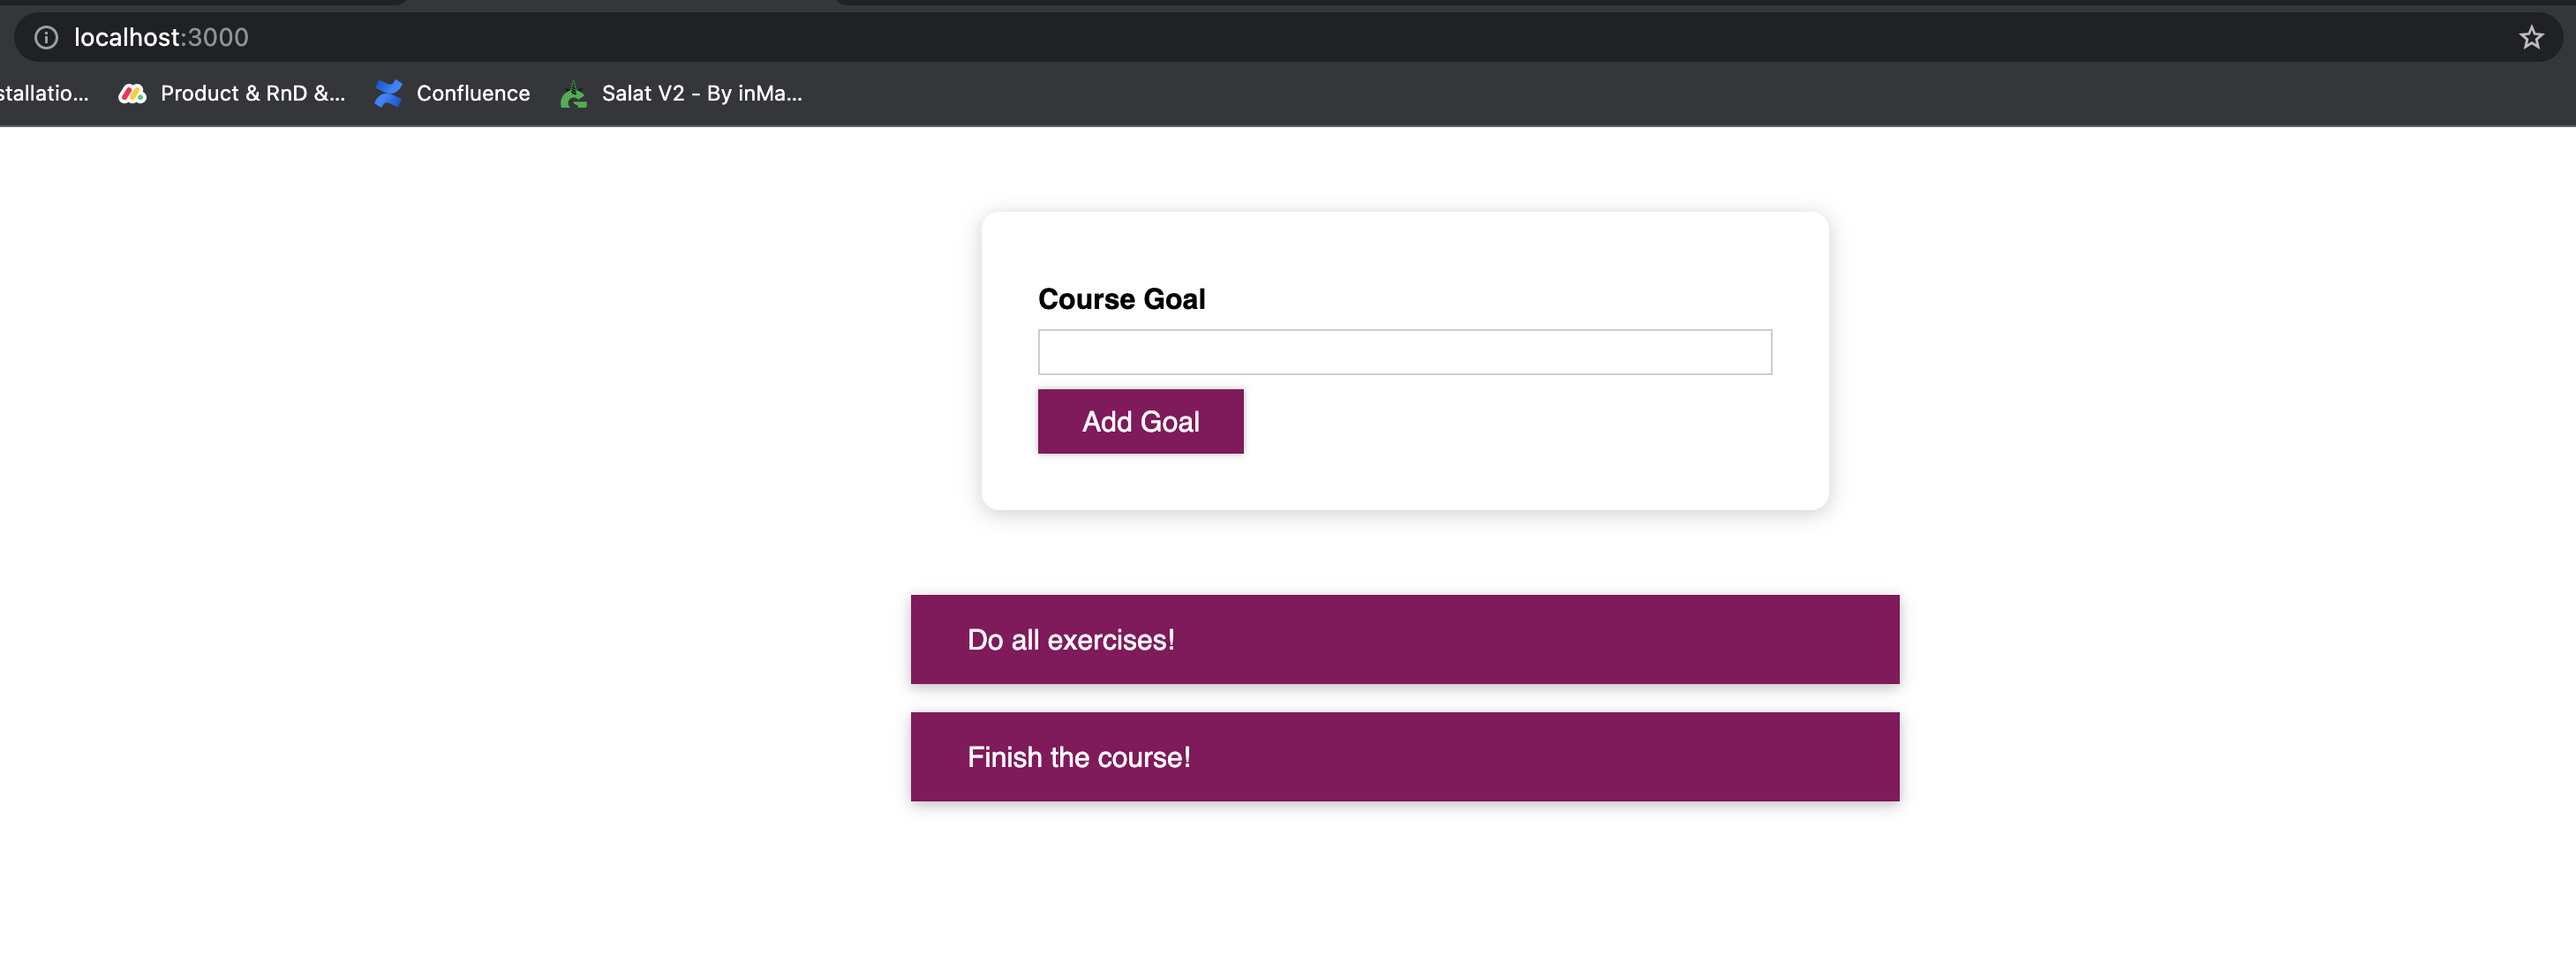 localhost:3000
stallatio... Product & RnD &... Confluence Salat V2 - By inMa...
Course Goal
Add Goal
Do all exercises!
Finish the course!